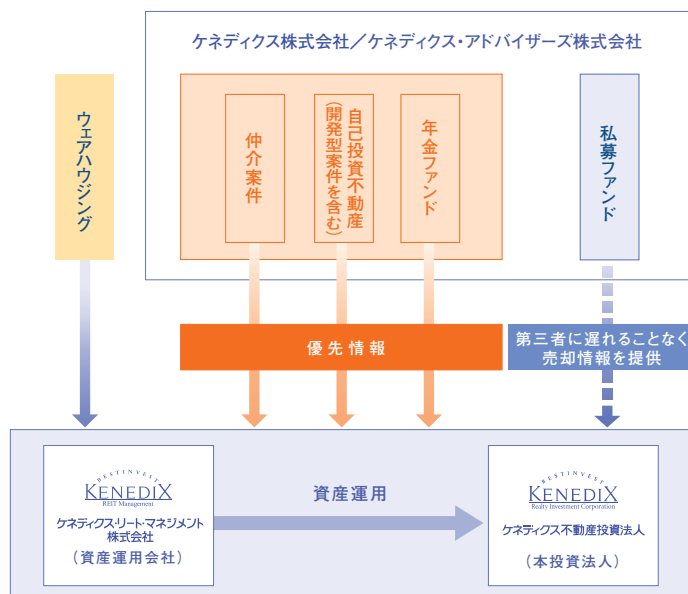 ケネディクス株式会社／ケネディクス・アドバイザーズ株式会社
ウェアハウジング
仲介案件
自己投資不動産
（開発型案件を含む）
年金ファンド
私募ファンド
優先情報
第三者に遅れることなく
売却情報を提供
BESTINVEST
KENEDIX
REIT Management
ケネディクス・リート・マネジメント
株式会社
（資産運用会社）
資産運用
BESTINVEST
KENEDIX
Realty Investment Corporation
ケネディクス不動産投資法人
（本投資法人）